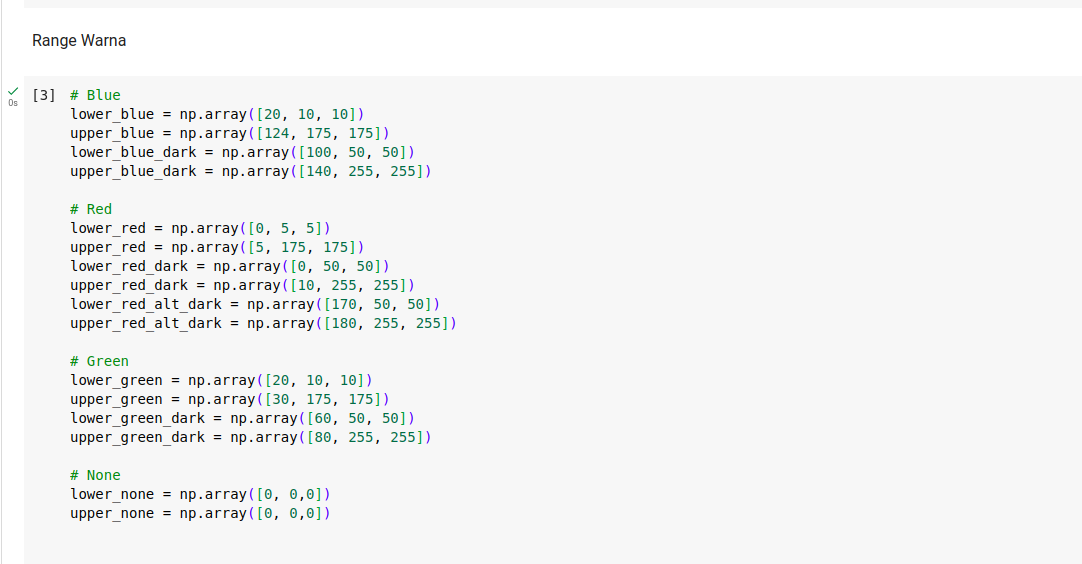 Range Warna
0s
[3] # Blue
lower_blue = np.array([20, 10, 10])
upper_blue = np.array([124, 175, 175])
lower_blue_dark = np.array([100, 50, 50])
upper_blue_dark = np.array([140, 255, 255])
# Red
lower_red = np.array([0, 5, 5])
upper_red = np.array([5, 175, 175])
lower_red_dark = np.array([0, 50, 50])
upper_red_dark = np.array([10, 255, 255])
lower_red_alt_dark = np.array([170, 50, 50])
upper_red_alt_dark = np.array([180, 255, 255])
# Green
lower_green = np.array([20, 10, 10])
upper_green = np.array([30, 175, 175])
lower_green_dark = np.array([60, 50, 50])
upper_green_dark = np.array([80, 255, 255])
# None
lower_none = np.array([0, 0,0])
upper_none = np.array([0, 0,0])